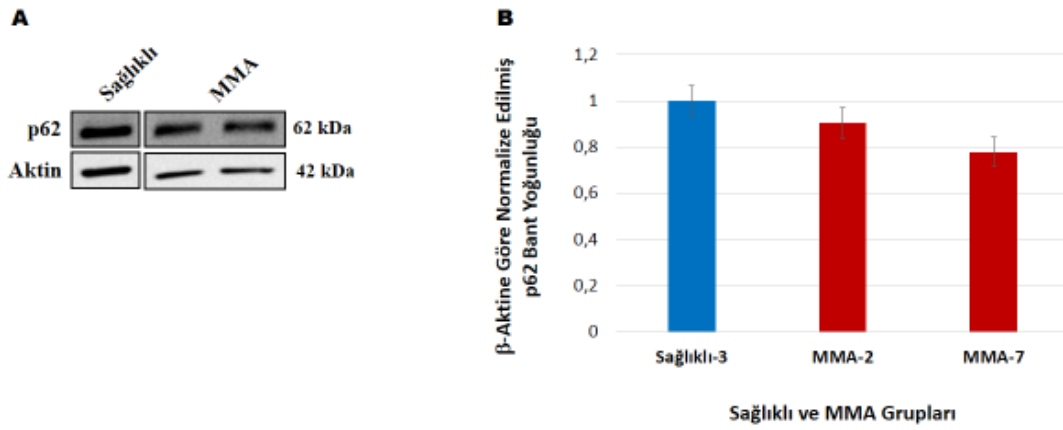 A
Sağlıklı
MMA
p62
62 kDa
Aktin
42 kDa
B
β-Aktine Göre Normalize Edilmiş
p62 Bant Yoğunluğu
1,2
1
0,8
0,6
0,4
0,2
0
Sağlıklı-3
MMA-2
MMA-7
Sağlıklı ve MMA Grupları